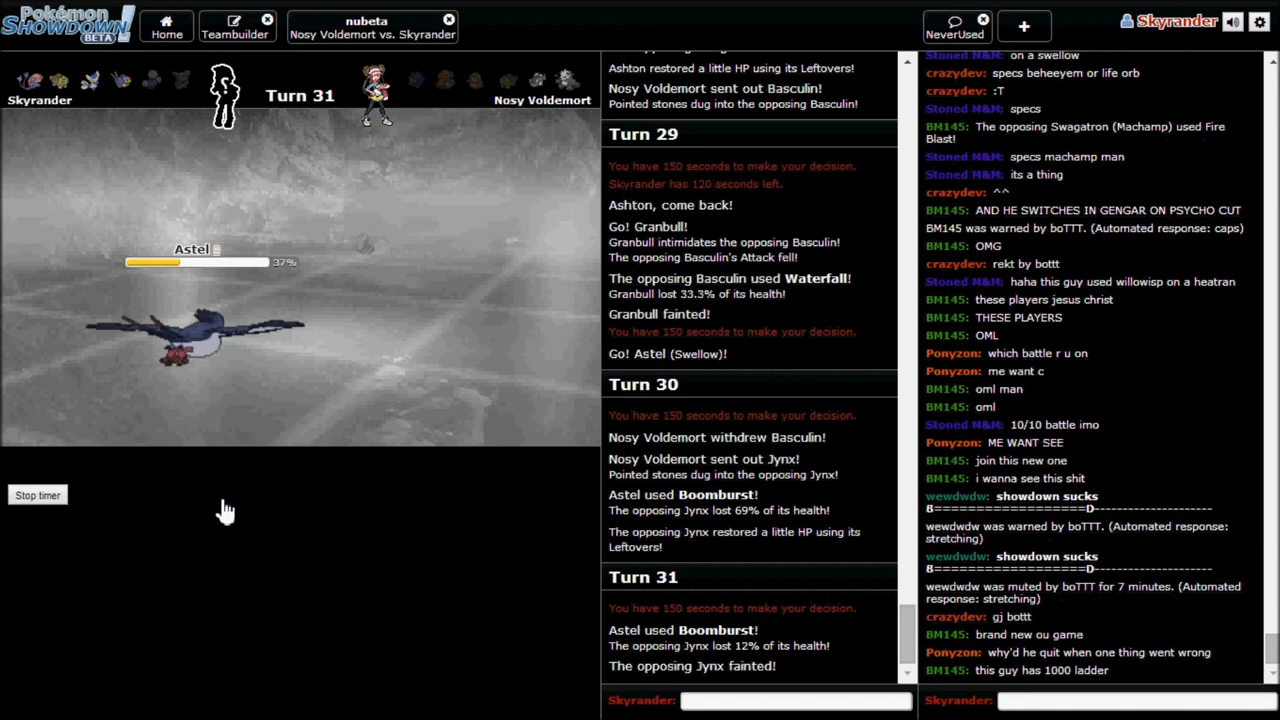 Pokémon
SHOWDOWN!
BETA
Home
Teambuilder
nubeta
Nosy Voldemort vs. Skyrander
NeverUsed
+
Skyrander
Skyrander
Turn 31
Nosy Voldemort
Astel
37%
Stop timer
Ashton restored a little HP using its Leftovers!
Nosy Voldemort sent out Basculin!
Pointed stones dug into the opposing Basculin!
Turn 29
You have 150 seconds to make your decision.
Skyrander has 120 seconds left.
Ashton, come back!
Go! Granbull!
Granbull intimidates the opposing Basculin!
The opposing Basculin's Attack fell!
The opposing Basculin used Waterfall!
Granbull lost 33.3% of its health!
Granbull fainted!
You have 150 seconds to make your decision.
Go! Astel (Swellow)!
Turn 30
You have 150 seconds to make your decision.
Nosy Voldemort withdrew Basculin!
Nosy Voldemort sent out Jynx!
Pointed stones dug into the opposing Jynx!
Astel used Boomburst!
The opposing Jynx lost 69% of its health!
The opposing Jynx restored a little HP using its
Leftovers!
Turn 31
You have 150 seconds to make your decision.
Astel used Boomburst!
The opposing Jynx lost 12% of its health!
The opposing Jynx fainted!
Skyrander:
Stoned M&M: on a swellow
crazydev: specs beheeyem or life orb
crazydev: :T
Stoned M&M: specs
BM145: The opposing Swagatron (Machamp) used Fire
Blast!
Stoned M&M: specs machamp man
Stoned M&M: its a thing
crazydev: ^^
BM145: AND HE SWITCHES IN GENGAR ON PSYCHO CUT
BM145 was warned by boTTT. (Automated response: caps)
BM145: OMG
crazydev: rekt by bottt
Stoned M&M: haha this guy used willowisp on a heatran
BM145: these players jesus christ
BM145: THESE PLAYERS
BM145: OML
Ponyzon: which battle r u on
Ponyzon: me want c
BM145: oml man
BM145: oml
Stoned M&M: 10/10 battle imo
Ponyzon: ME WANT SEE
BM145: join this new one
BM145: i wanna see this shit
wewdwdw: showdown sucks
8==================D---------------------
wewdwdw was warned by boTTT. (Automated response:
stretching)
wewdwdw: showdown sucks
8==================D---------------------
wewdwdw was muted by boTTT for 7 minutes. (Automated
response: stretching)
crazydev: gj bottt
BM145: brand new ou game
Ponyzon: why'd he quit when one thing went wrong
BM145: this guy has 1000 ladder
Skyrander: